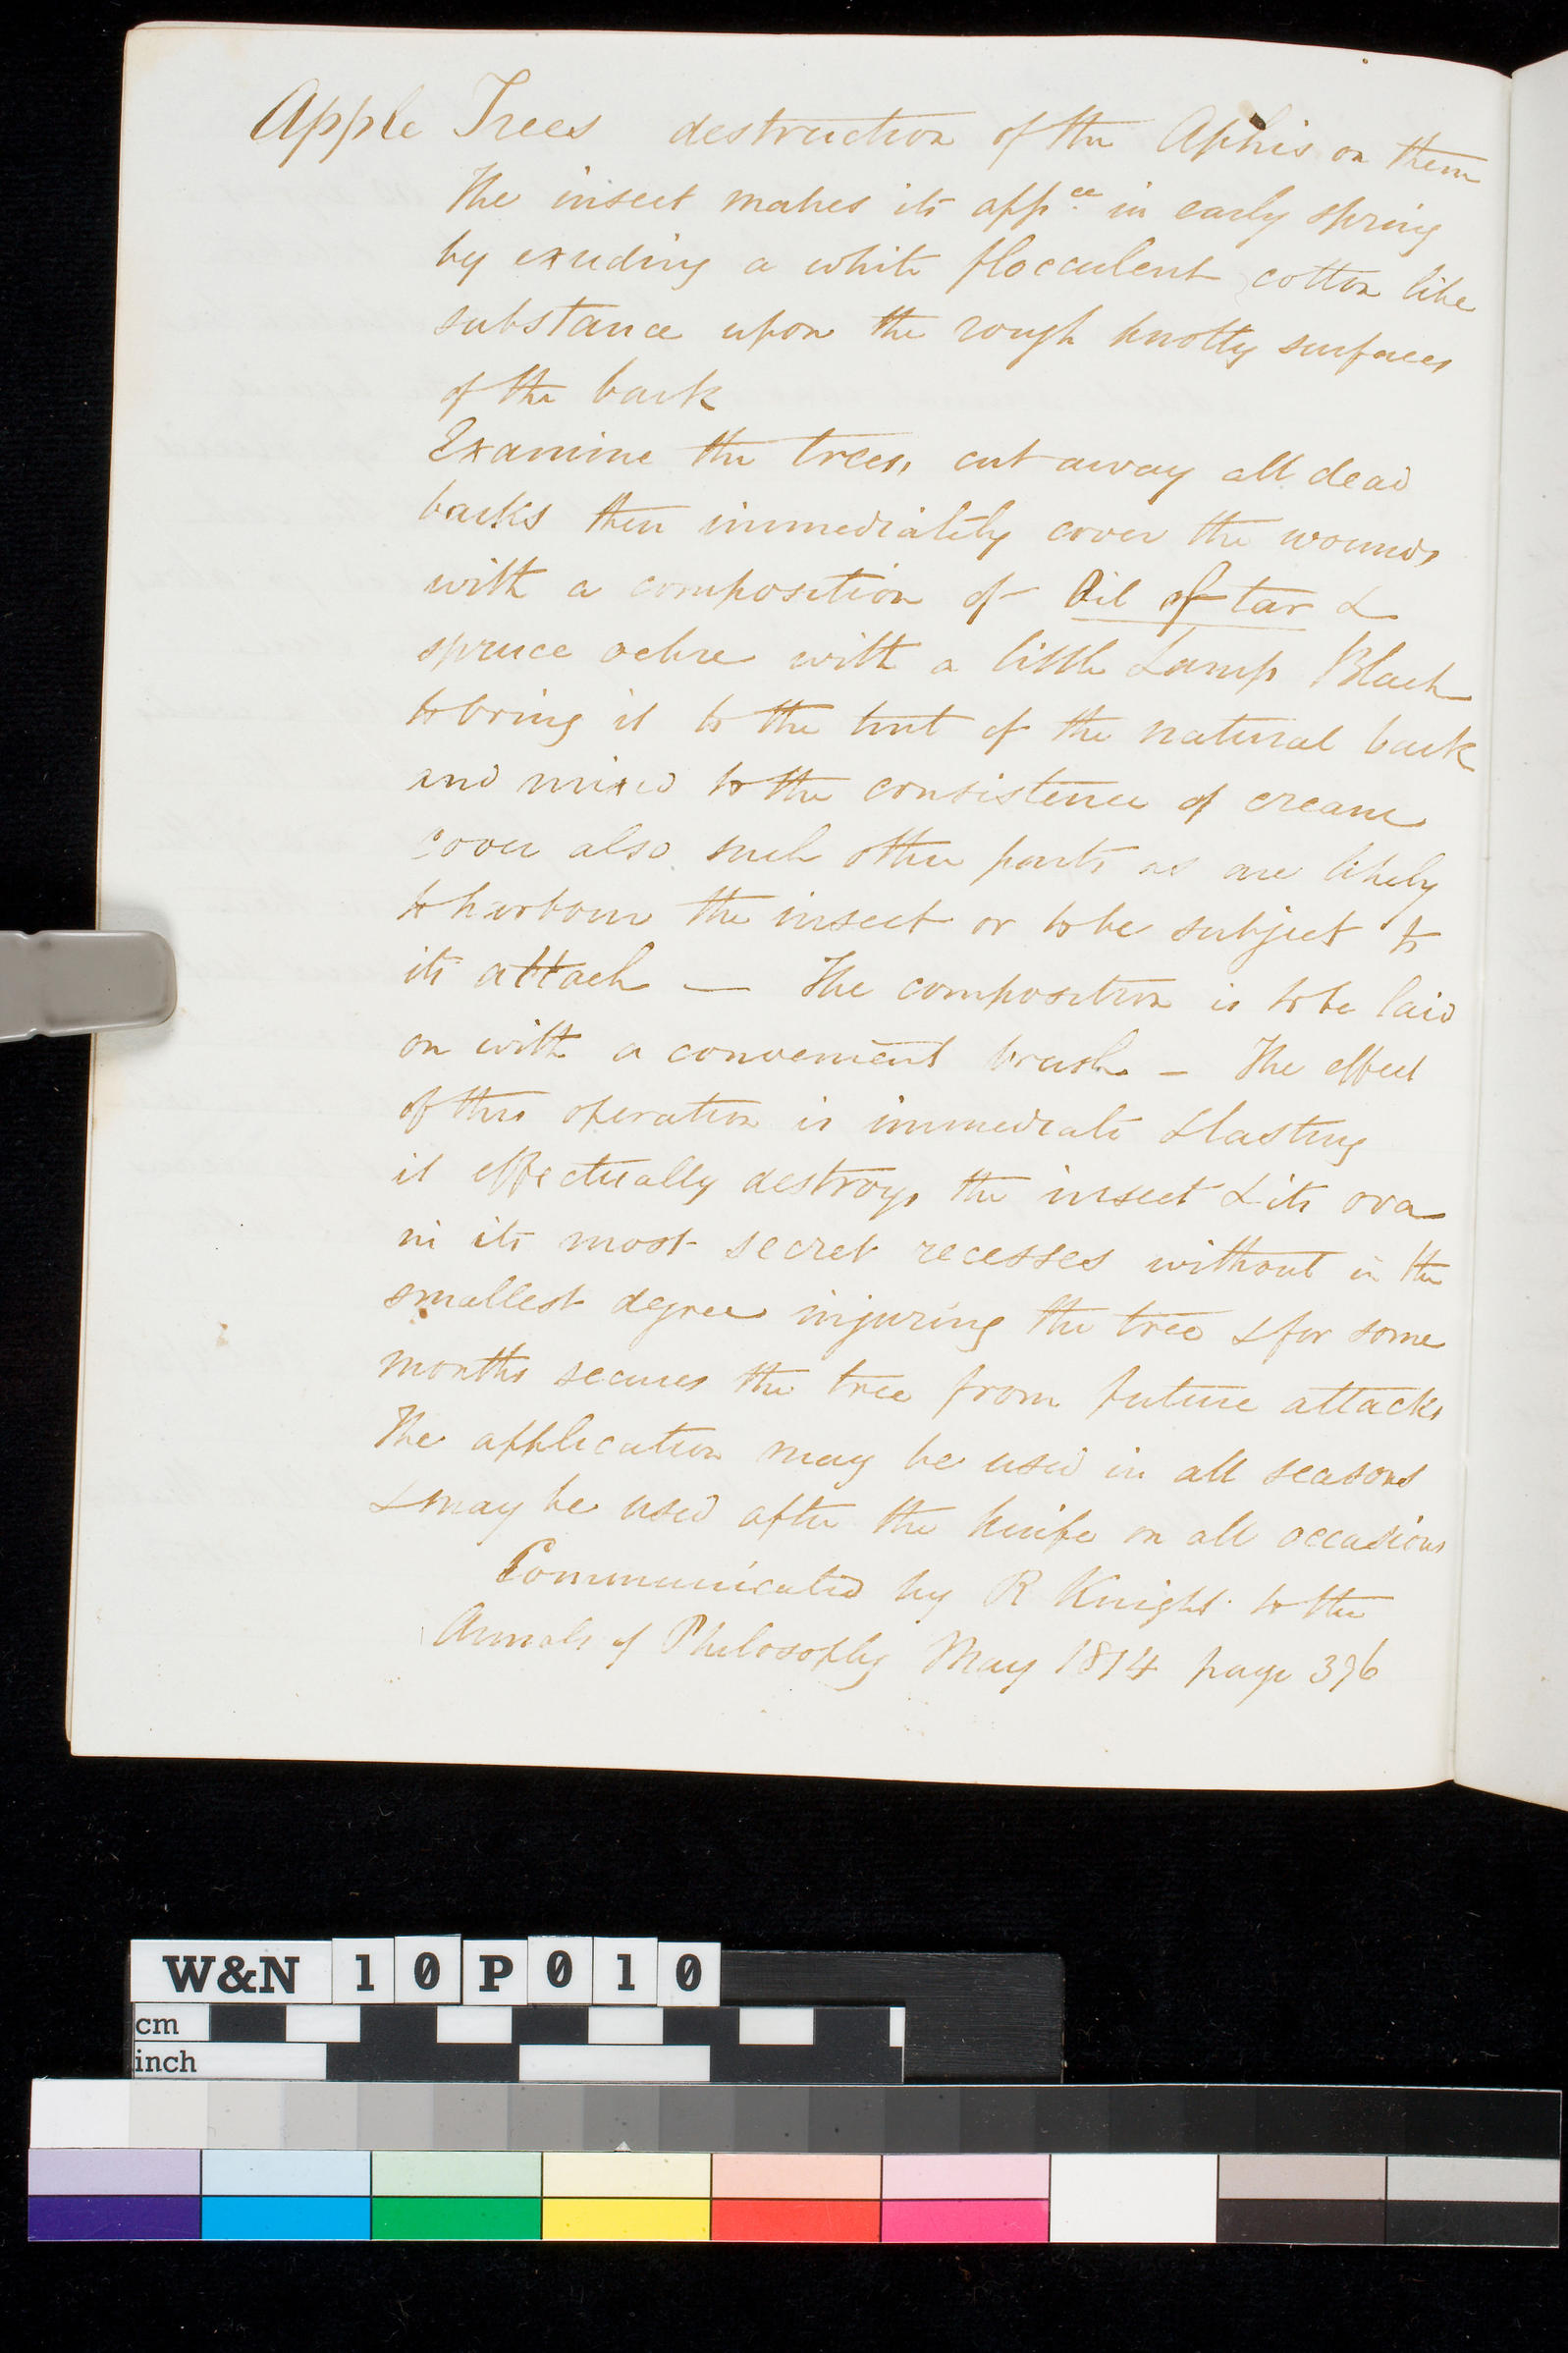 Apple Trees destruction of the Aphis on them
The insect makes its appce in early spring
by exuding a white flocculent cotton like
substance upon the rough knotty surfaces
of the bark
Examine the trees, cut away all dead
barks then immediately cover the wounds
with a composition of Oil of tar &
spruce ochre with a little Lamp Black
to bring it to the tint of the natural bark
and mixed to the consistence of cream
cover also such other parts as are likely
to harbour the insect or to be subject to
its attack — The composition is to be laid
on with a convenient brush — The effect
of this operation is immediate & lasting
it effectually destroys the insect & its ova
in its most secret recesses without in the
smallest degree injuring the tree & for some
months secures the tree from future attacks
The application may be used in all seasons
& may be used after the knife on all occasions
Communicated by R Knight to the
Annals of Philosophy May 1814 page 396
W&N 10P010
cm
inch